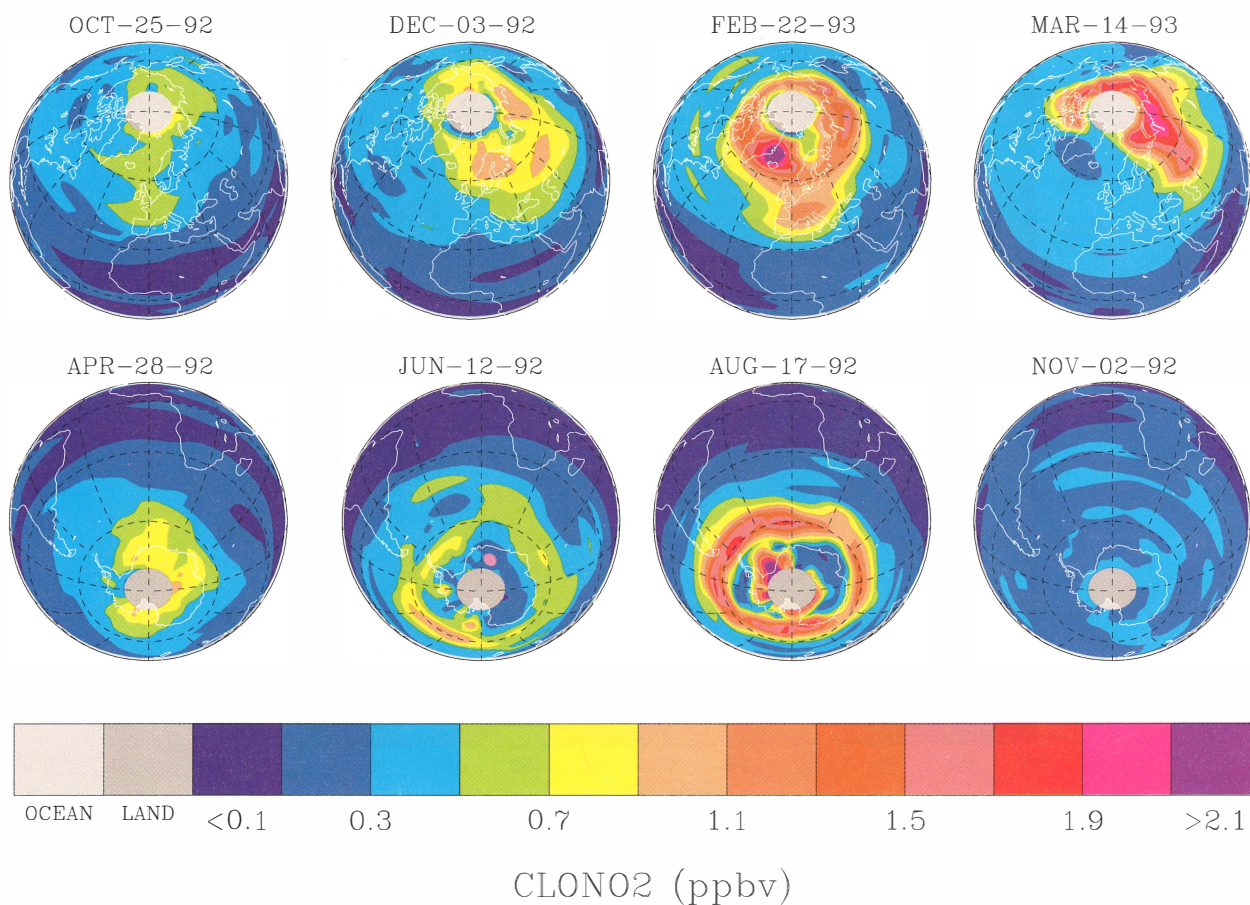 OCT-25-92 DEC-03-92 FEB-22-93 MAR-14-93
APR-28-92 JUN-12-92 AUG-17-92 NOV-02-92
OCEAN LAND <0.1 0.3 0.7 1.1 1.5 1.9 >2.1
CLONO2 (ppbv)